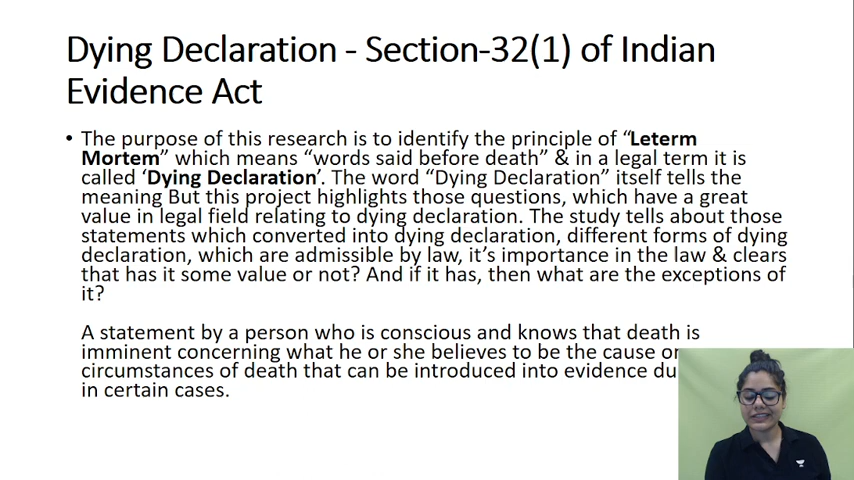 Dying Declaration - Section-32(1) of Indian
Evidence Act
• The purpose of this research is to identify the principle of “Leterm
Mortem” which means “words said before death” & in a legal term it is
called ‘Dying Declaration’. The word “Dying Declaration” itself tells the
meaning But this project highlights those questions, which have a great
value in legal field relating to dying declaration. The study tells about those
statements which converted into dying declaration, different forms of dying
declaration, which are admissible by law, it’s importance in the law & clears
that has it some value or not? And if it has, then what are the exceptions of
it?
A statement by a person who is conscious and knows that death is
imminent concerning what he or she believes to be the cause or
circumstances of death that can be introduced into evidence
in certain cases.